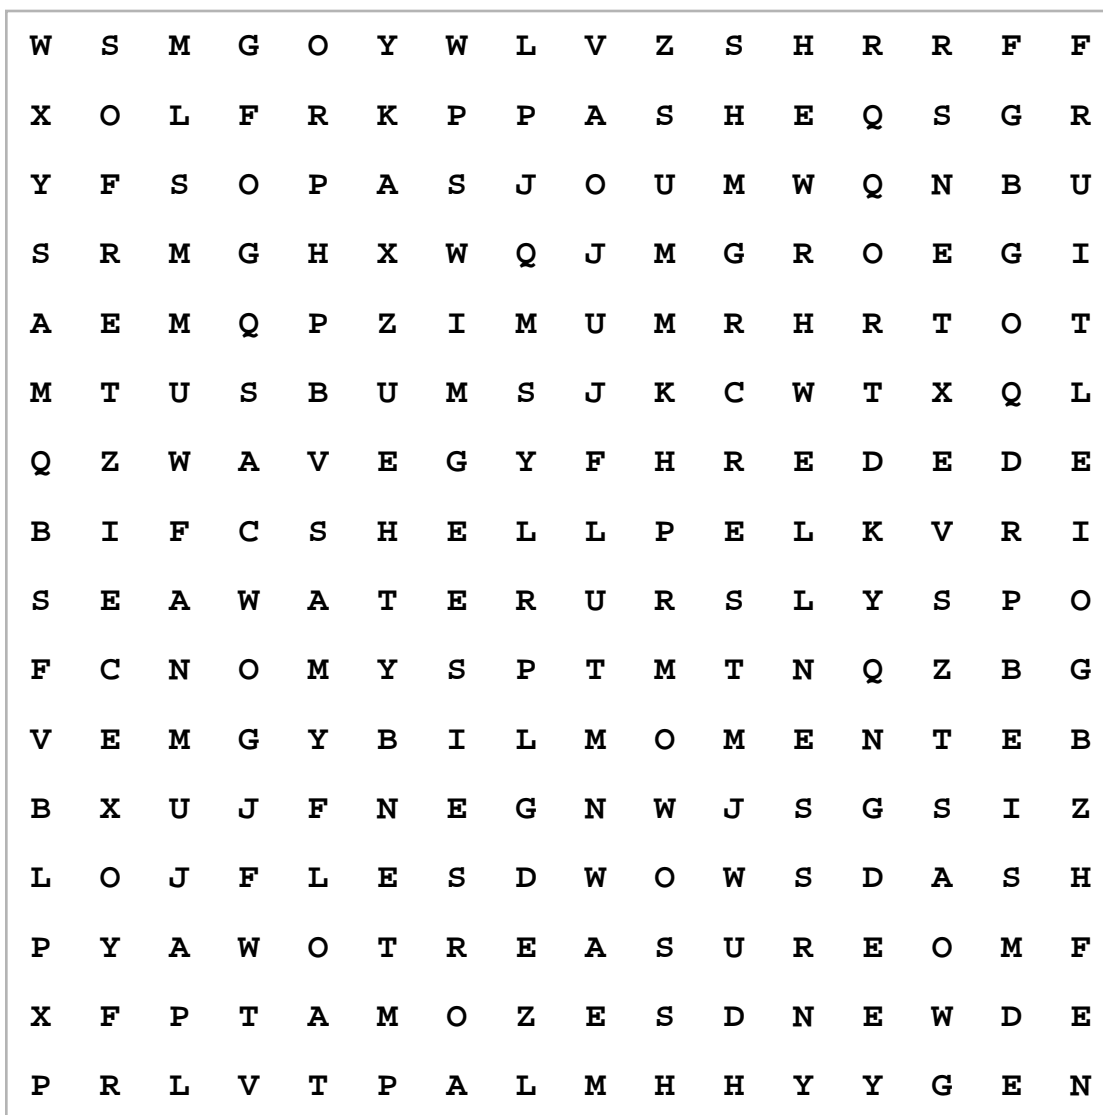 W S M G O Y W L V Z S H R R F F
X O L F R K P P A S H E Q S G R
Y F S O P A S J O U M W Q N B U
S R M G H X W Q J M G R O E G I
A E M Q P Z I M U M R H R T O T
M T U S B U M S J K C W T X Q L
Q Z W A V E G Y F H R E D E D E
B I F C S H E L L P E L K V R I
S E A W A T E R U R S L Y S P O
F C N O M Y S P T M T N Q Z B G
V E M G Y B I L M O M E N T E B
B X U J F N E G N W J S G S I Z
L O J F L E S D W O W S D A S H
P Y A W O T R E A S U R E O M F
X F P T A M O Z E S D N E W D E
P R L V T P A L M H H Y Y G E N